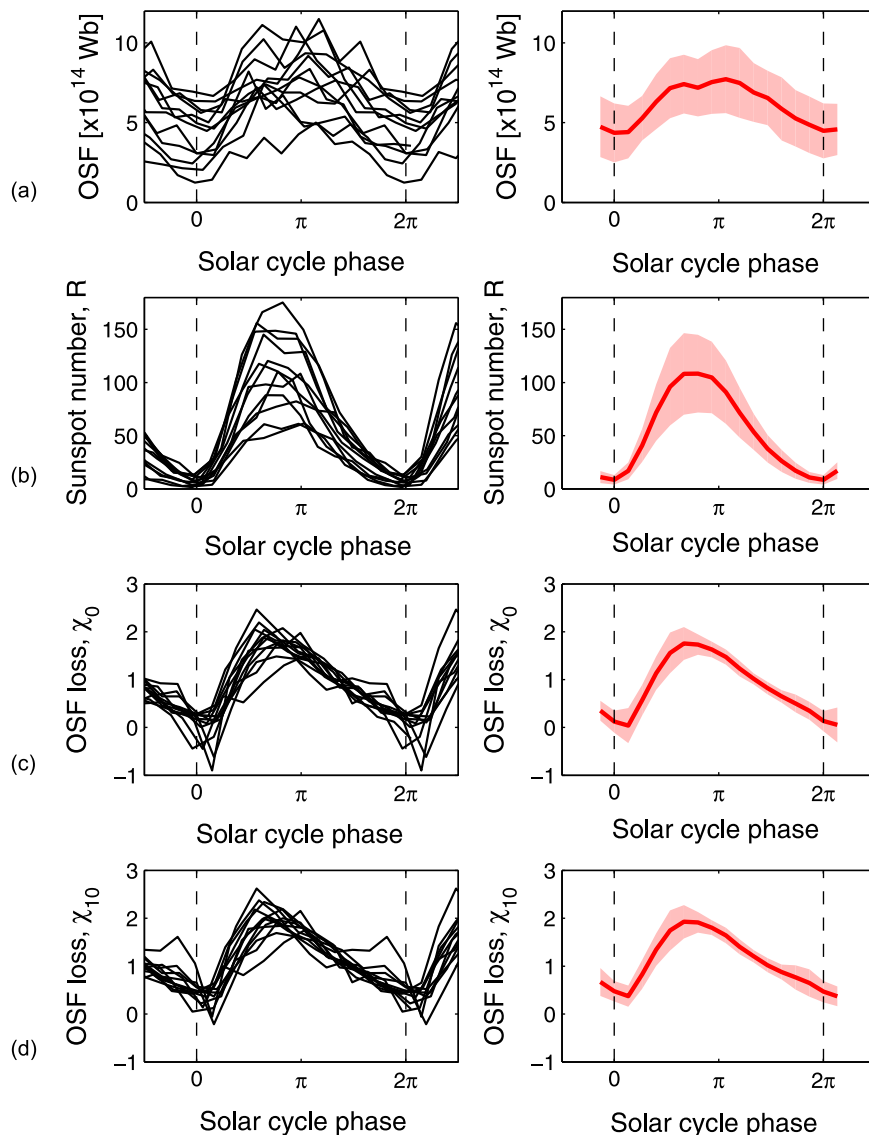 (a)
OSF [x10^14 Wb]
10
5
0
0 π 2π
Solar cycle phase
OSF [x10^14 Wb]
10
5
0
0 π 2π
Solar cycle phase
(b)
Sunspot number, R
150
100
50
0
0 π 2π
Solar cycle phase
Sunspot number, R
150
100
50
0
0 π 2π
Solar cycle phase
(c)
OSF loss, χ0
3
2
1
0
−1
0 π 2π
Solar cycle phase
OSF loss, χ0
3
2
1
0
−1
0 π 2π
Solar cycle phase
(d)
OSF loss, χ10
3
2
1
0
−1
0 π 2π
Solar cycle phase
OSF loss, χ10
3
2
1
0
−1
0 π 2π
Solar cycle phase